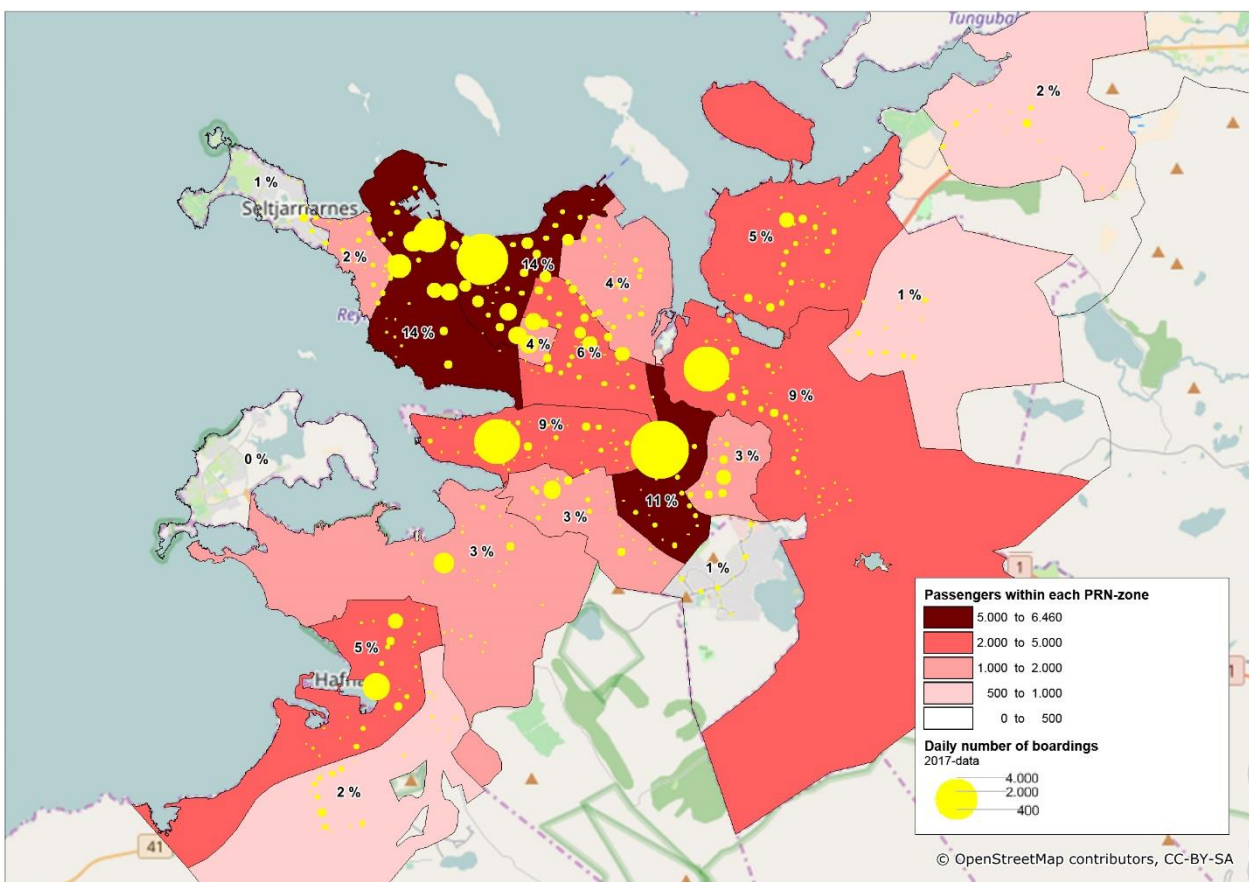 Tungubal
2 %
1 %
Seltjarnarnes
2 %
14 %
5 %
4 %
1 %
Rey
14 %
4 %
6 %
9 %
9 %
0 %
3 %
11 %
3 %
3 %
1 %
5 %
Hafna
2 %
41
1
1
Passengers within each PRN-zone
5.000 to 6.460
2.000 to 5.000
1.000 to 2.000
500 to 1.000
0 to 500
Daily number of boardings
2017-data
4.000
2.000
400
© OpenStreetMap contributors, CC-BY-SA